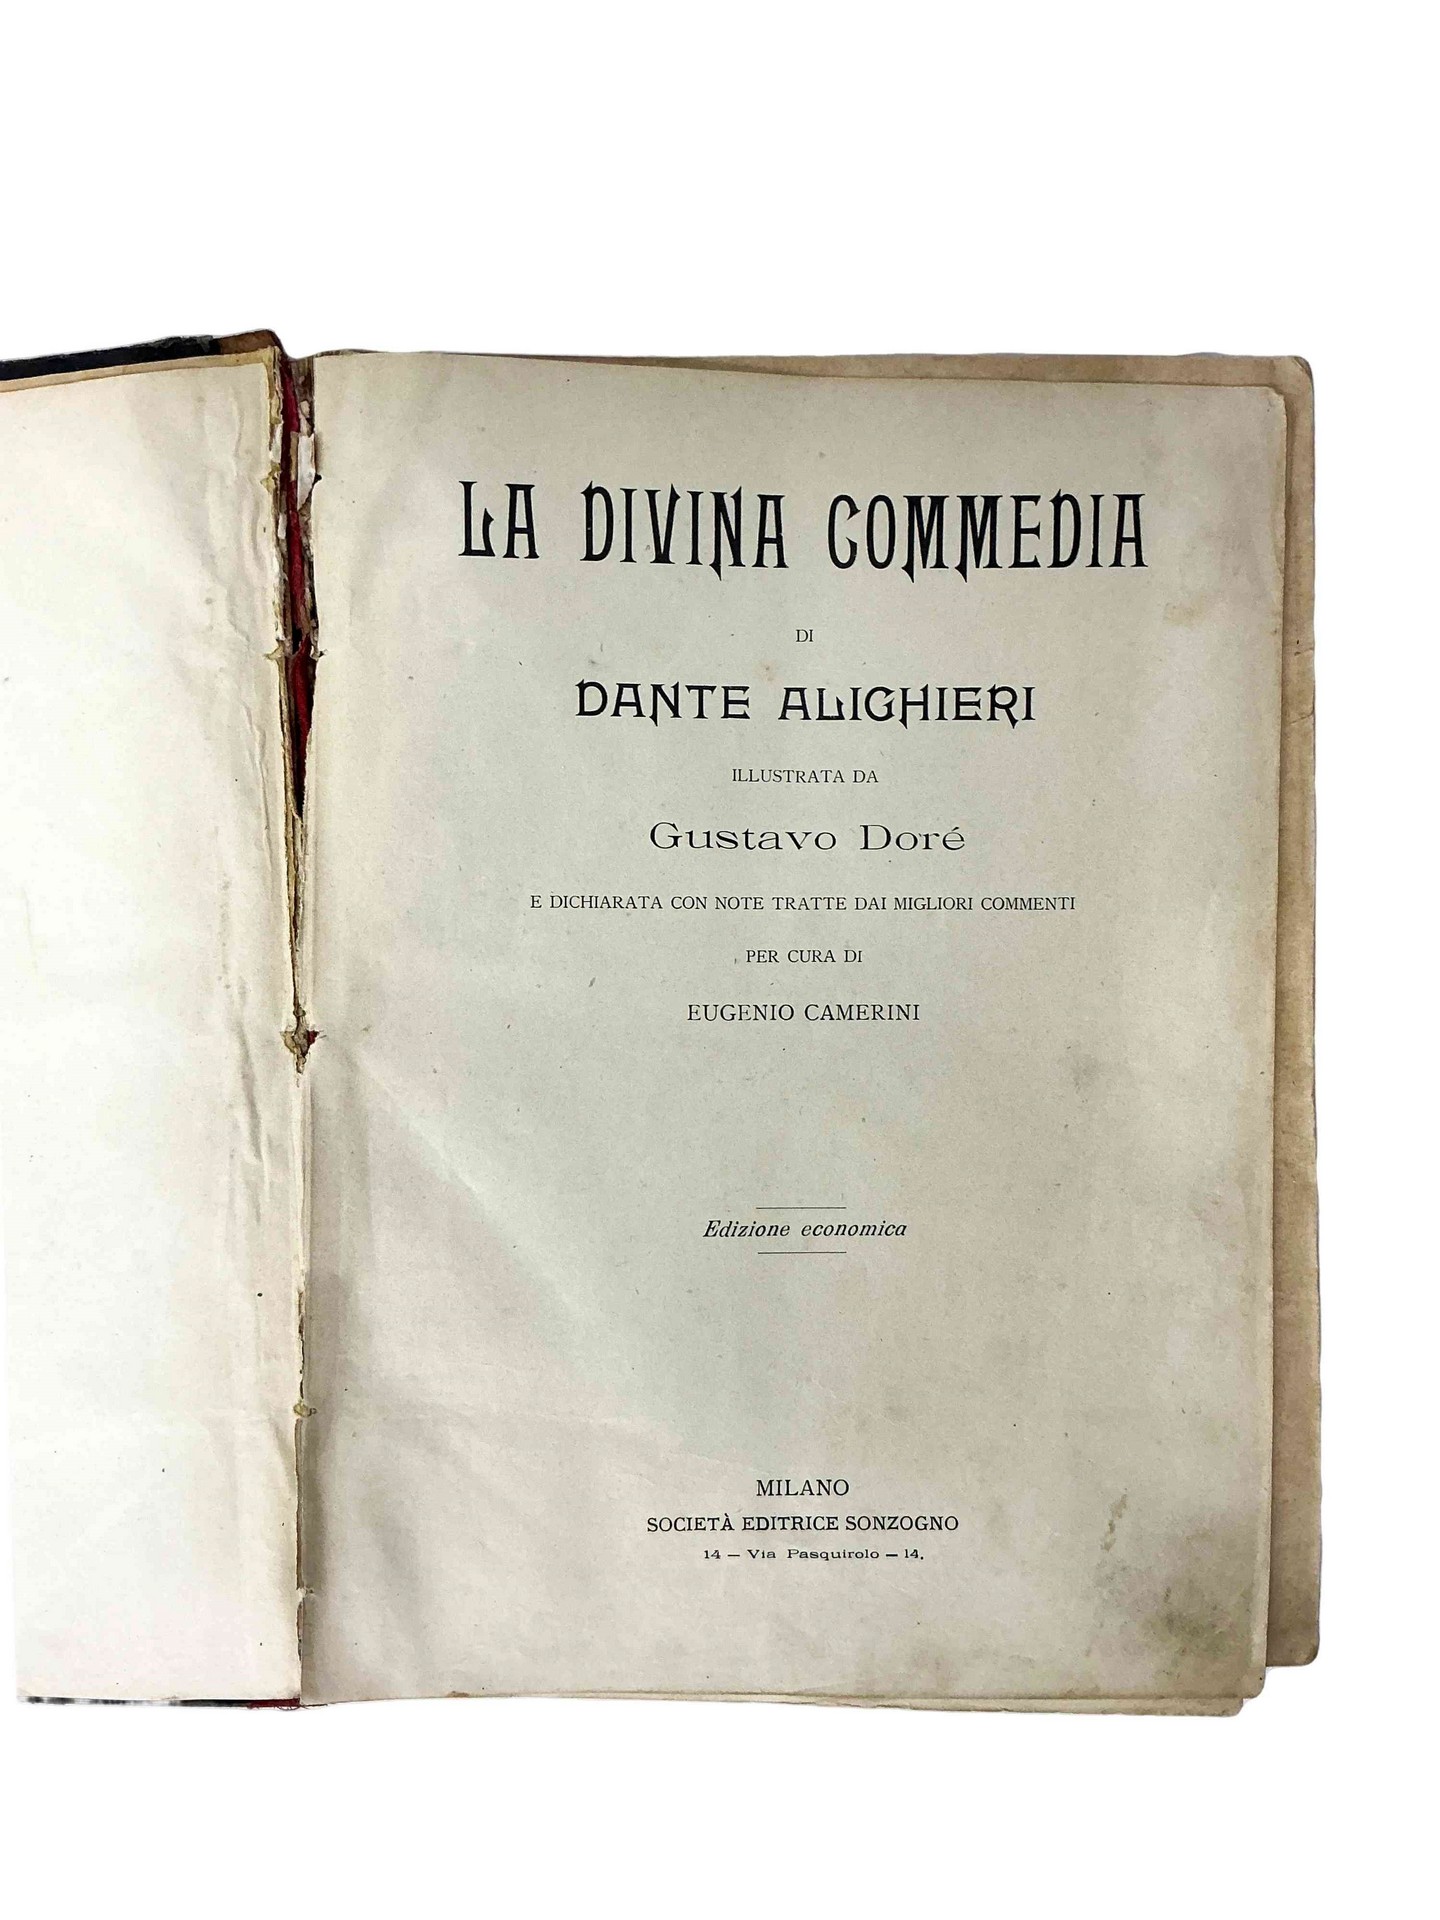 LA DIVINA COMMEDIA
DI
DANTE ALIGHIERI
ILLUSTRATA DA
Gustavo Doré
E DICHIARATA CON NOTE TRATTE DAI MIGLIORI COMMENTI
PER CURA DI
EUGENIO CAMERINI
Edizione economica
MILANO
SOCIETÀ EDITRICE SONZOGNO
14 — Via Pasquirolo — 14.